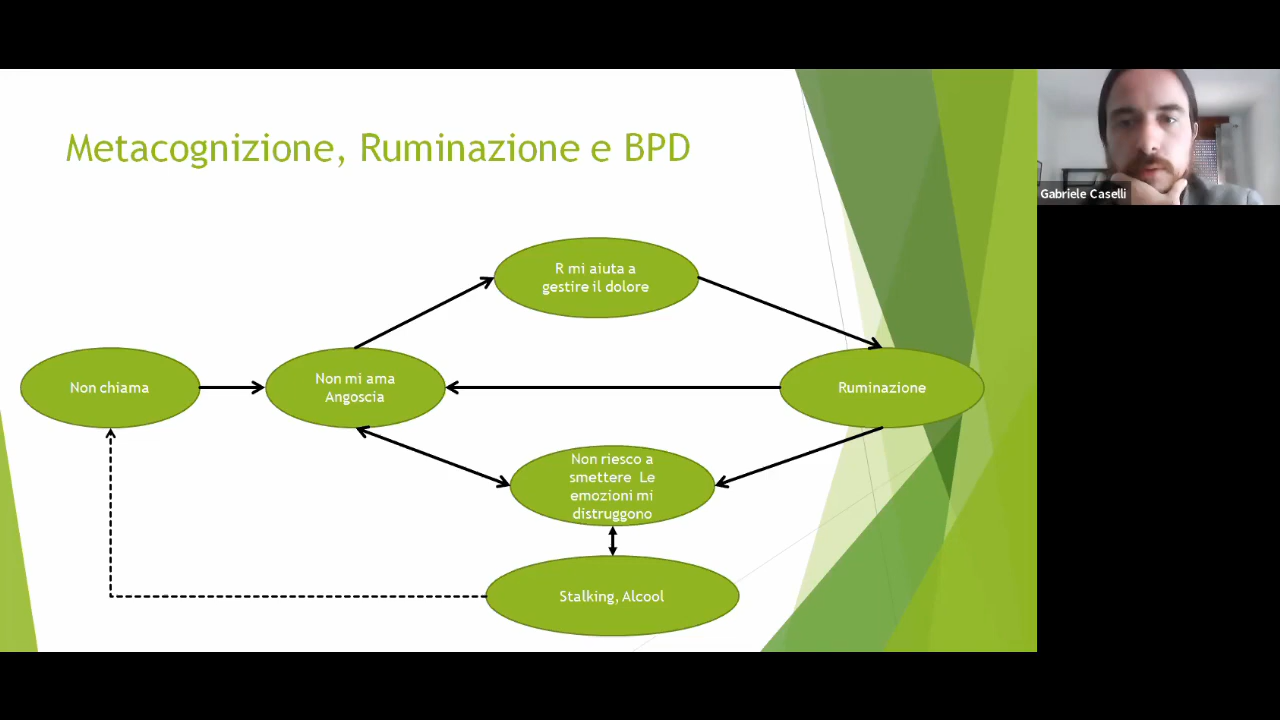 Metacognizione, Ruminazione e BPD
Gabriele Caselli
R mi aiuta a
gestire il dolore
Non chiama
Non mi ama
Angoscia
Ruminazione
Non riesco a
smettere Le
emozioni mi
distruggono
Stalking, Alcool